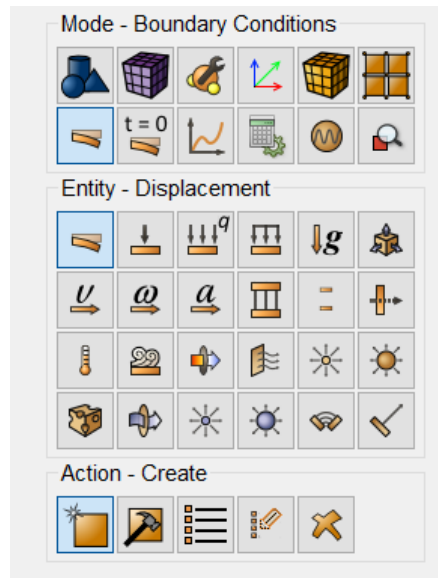 Mode - Boundary Conditions
t = 0
Entity - Displacement
q
g
υ ω a
Action - Create